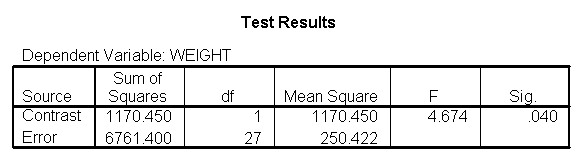 Test Results
Dependent Variable: WEIGHT
Source Sum of Squares df Mean Square F Sig.
Contrast 1170.450 1 1170.450 4.674 .040
Error 6761.400 27 250.422